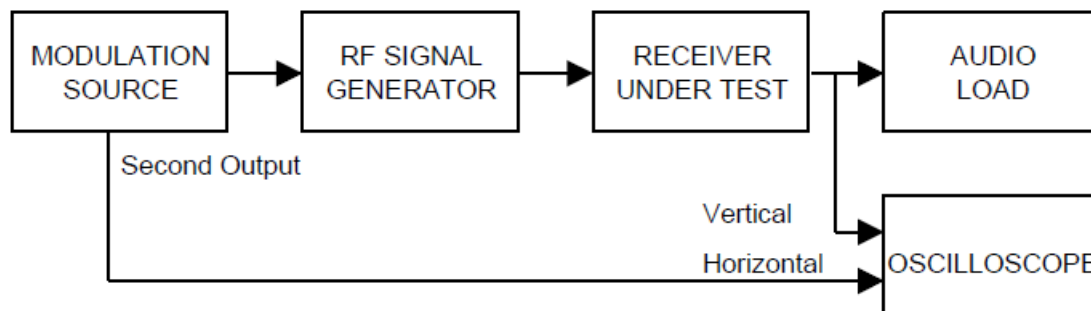 MODULATION
SOURCE
RF SIGNAL
GENERATOR
RECEIVER
UNDER TEST
AUDIO
LOAD
Second Output
Vertical
Horizontal
OSCILLOSCOPE